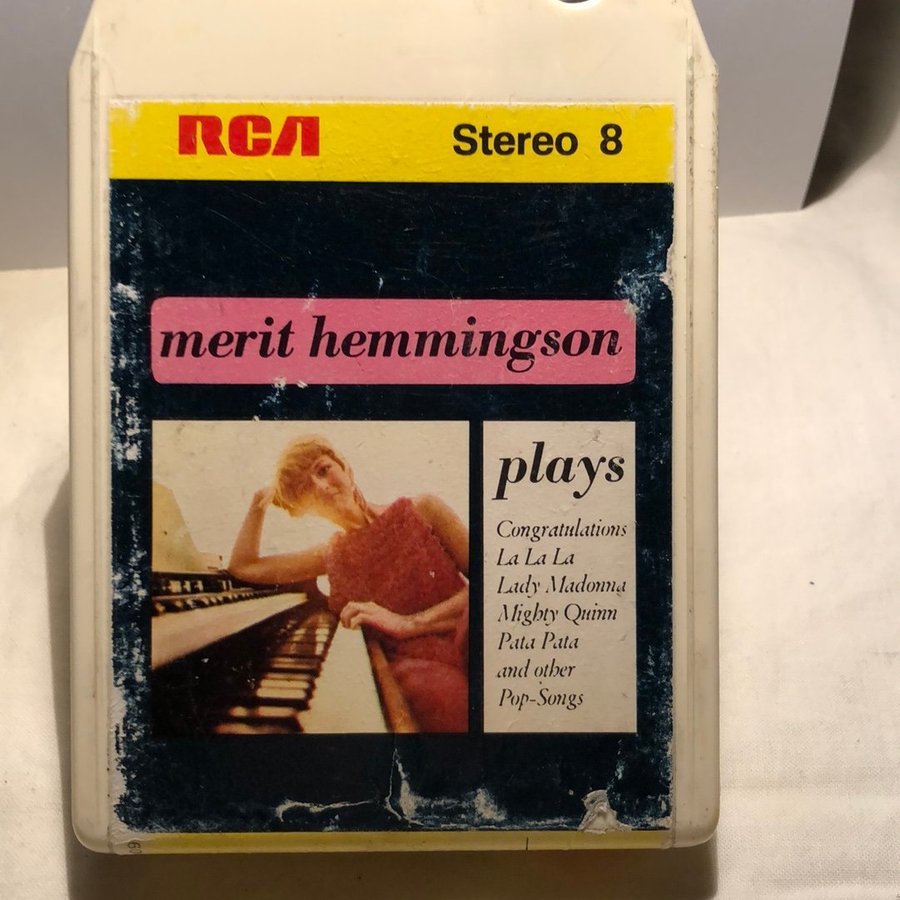 RCA Stereo 8
merit hemmingson
plays
Congratulations
La La La
Lady Madonna
Mighty Quinn
Pata Pata
and other
Pop-Songs